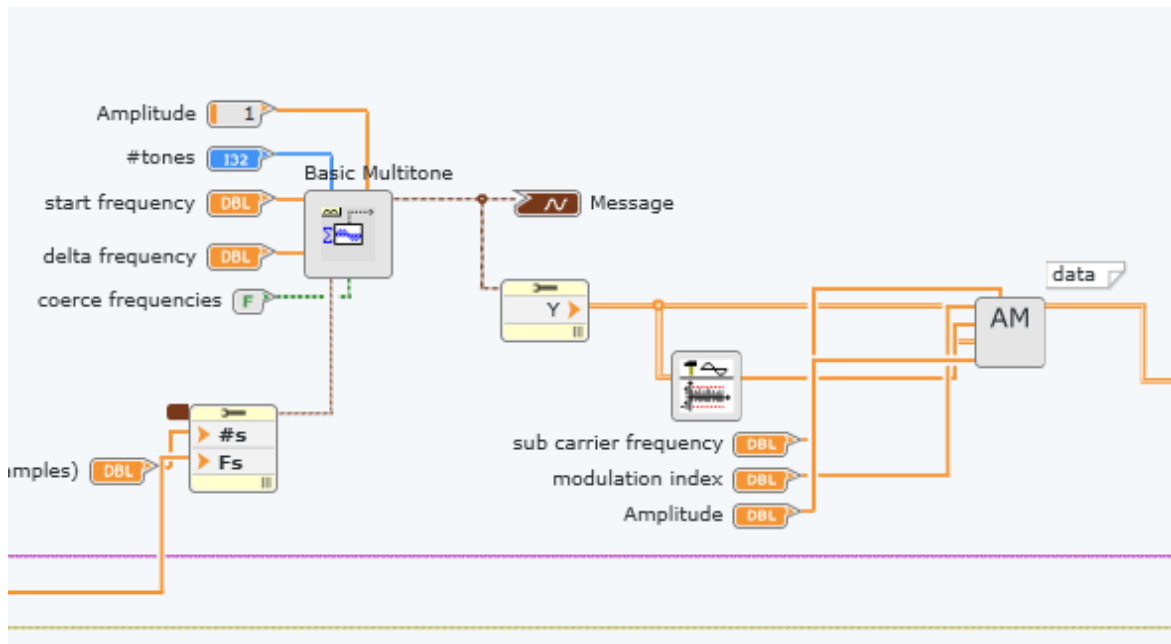 Amplitude 1
#tones I32
Basic Multitone
start frequency DBL
Message
delta frequency DBL
data
coerce frequencies F
Y
AM
#s
sub carrier frequency DBL
Fs
amples) DBL
modulation index DBL
Amplitude DBL